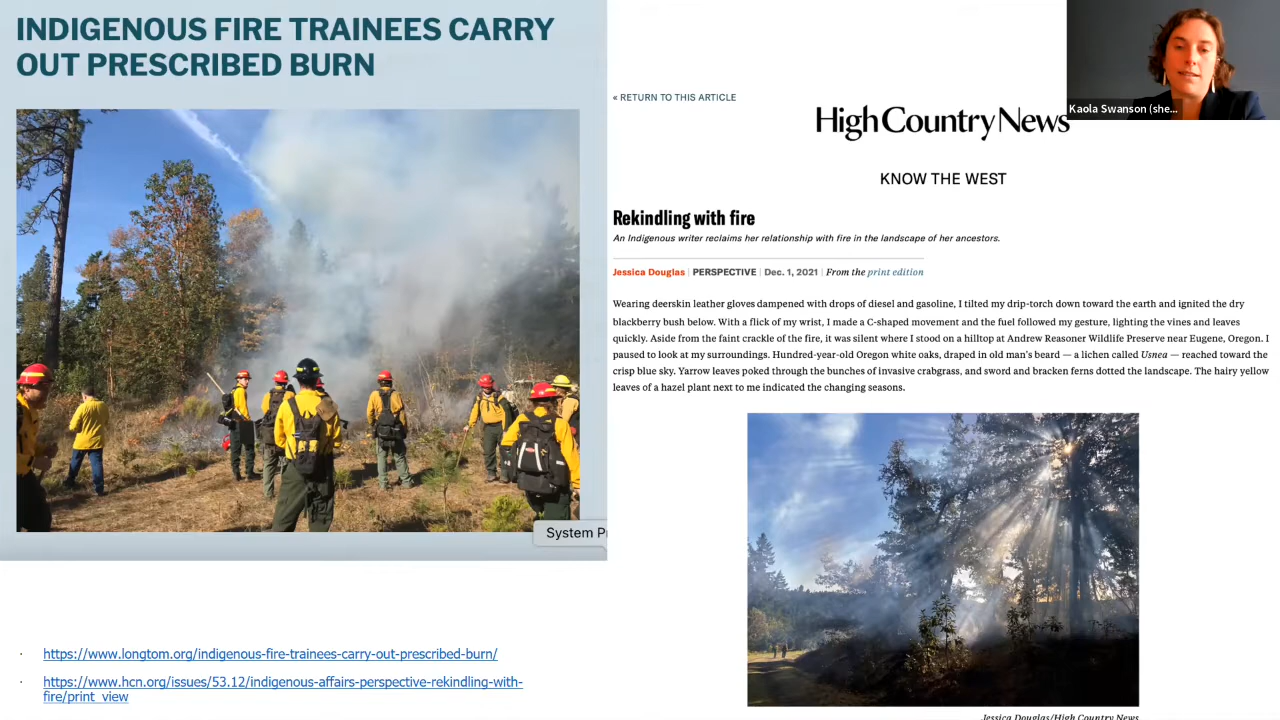 INDIGENOUS FIRE TRAINEES CARRY
OUT PRESCRIBED BURN
System P
· https://www.longtom.org/indigenous-fire-trainees-carry-out-prescribed-burn/
· https://www.hcn.org/issues/53.12/indigenous-affairs-perspective-rekindling-with-
fire/print_view
« RETURN TO THIS ARTICLE
High Country News
KNOW THE WEST
Rekindling with fire
An Indigenous writer reclaims her relationship with fire in the landscape of her ancestors.
Jessica Douglas | PERSPECTIVE | Dec. 1, 2021 | From the print edition
Wearing deerskin leather gloves dampened with drops of diesel and gasoline, I tilted my drip-torch down toward the earth and ignited the dry
blackberry bush below. With a flick of my wrist, I made a C-shaped movement and the fuel followed my gesture, lighting the vines and leaves
quickly. Aside from the faint crackle of the fire, it was silent where I stood on a hilltop at Andrew Reasoner Wildlife Preserve near Eugene, Oregon. I
paused to look at my surroundings. Hundred-year-old Oregon white oaks, draped in old man's beard — a lichen called Usnea — reached toward the
crisp blue sky. Yarrow leaves poked through the bunches of invasive crabgrass, and sword and bracken ferns dotted the landscape. The hairy yellow
leaves of a hazel plant next to me indicated the changing seasons.
Jessica Douglas/High Country News
Kaola Swanson (she...